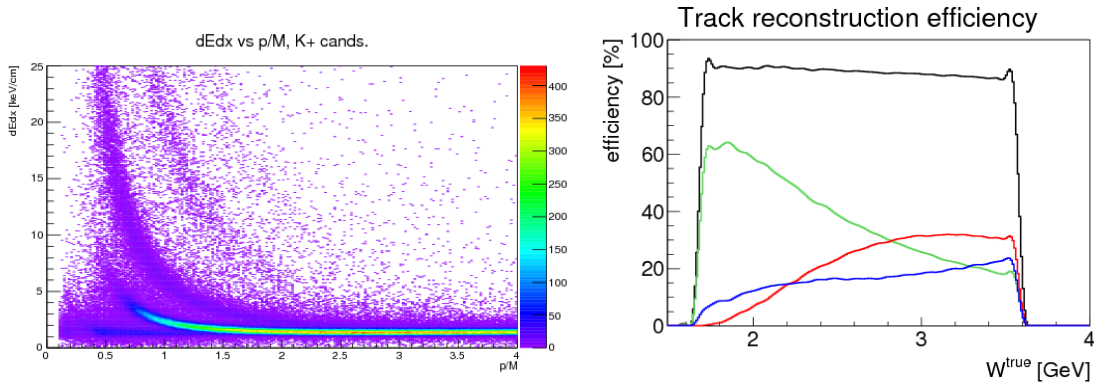 dEdx vs p/M, K+ cands.
dEdx [keV/cm]
25
20
15
10
5
0
0 0.5 1 1.5 2 2.5 3 3.5 4
p/M
400
350
300
250
200
150
100
50
0
Track reconstruction efficiency
efficiency [%]
100
80
60
40
20
0
2 3 4
W^true [GeV]